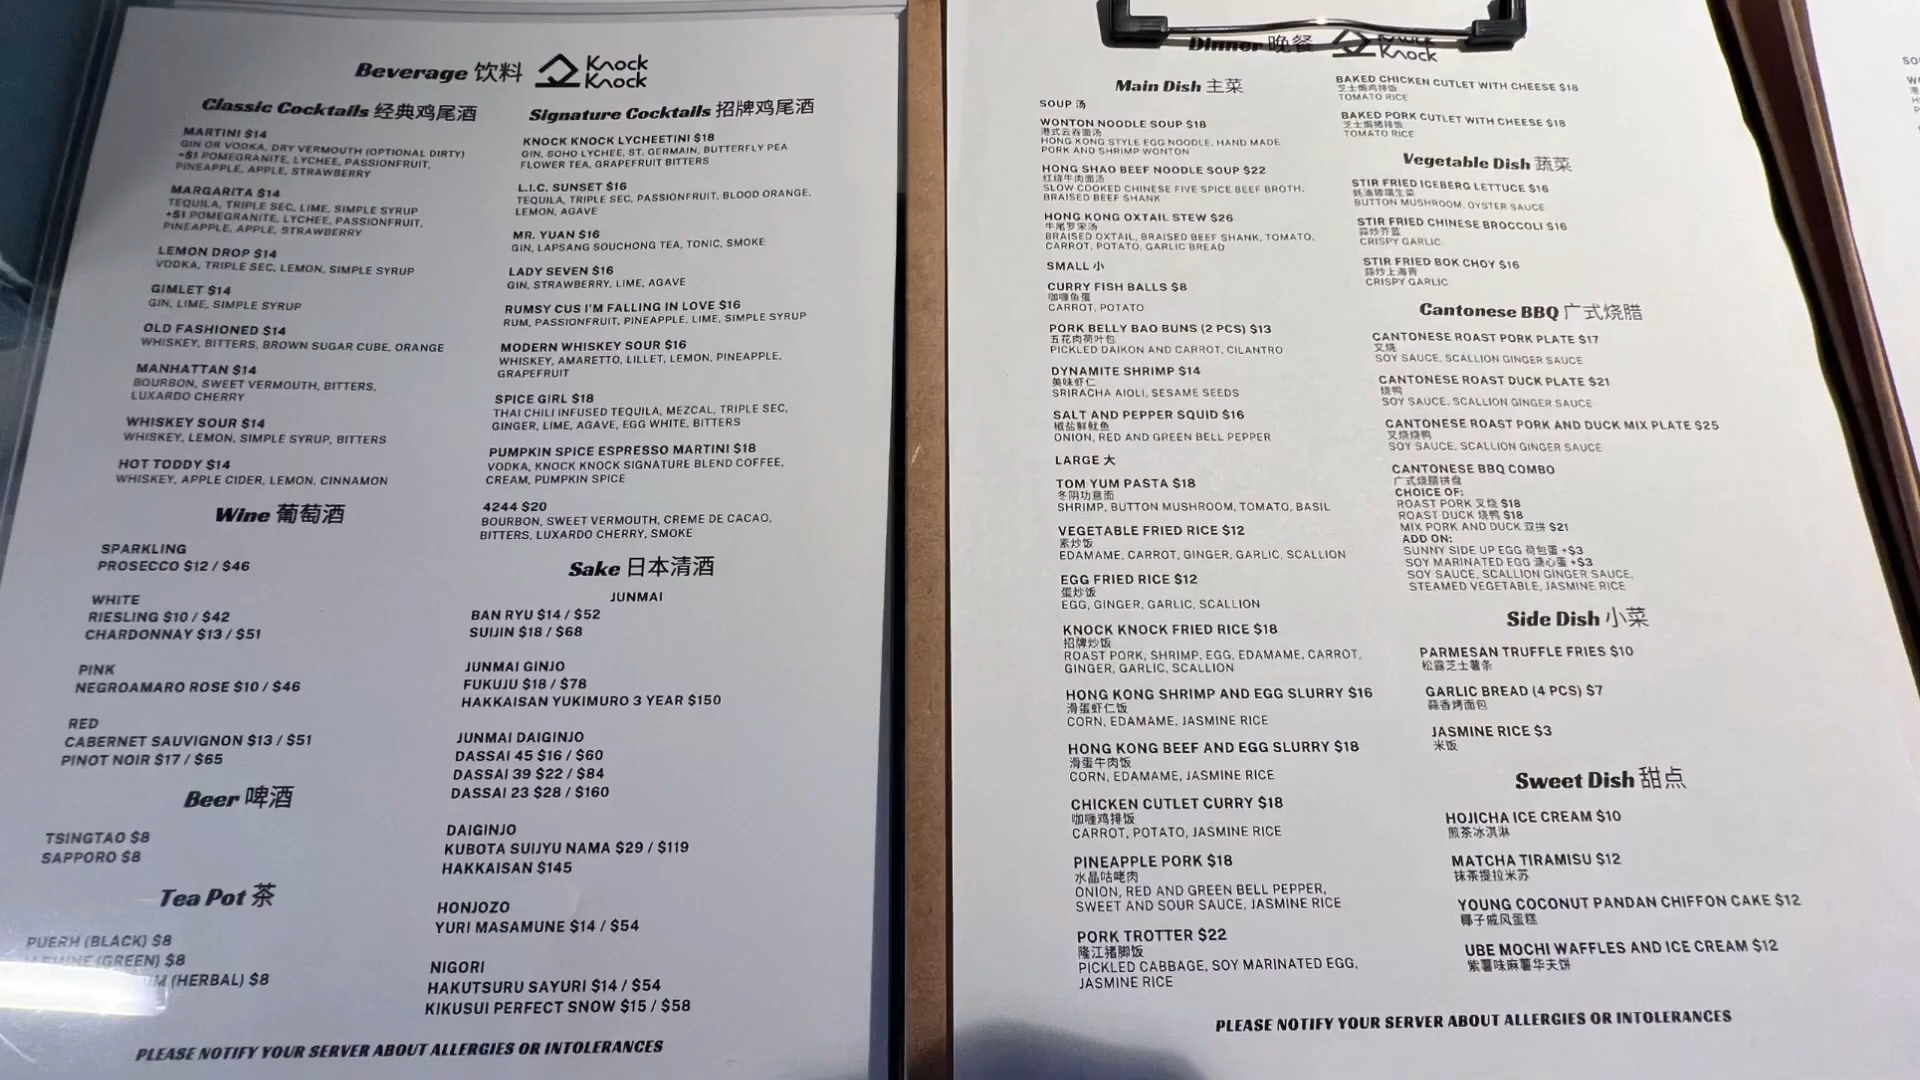 Beverage 饮料
Knock
Knock
Classic Cocktails 经典鸡尾酒
MARTINI $14
GIN OR VODKA, DRY VERMOUTH (OPTIONAL DIRTY)
+$1 POMEGRANITE, LYCHEE, PASSIONFRUIT,
PINEAPPLE, APPLE, STRAWBERRY
MARGARITA $14
TEQUILA, TRIPLE SEC, LIME, SIMPLE SYRUP
+$1 POMEGRANITE, LYCHEE, PASSIONFRUIT,
PINEAPPLE, APPLE, STRAWBERRY
LEMON DROP $14
VODKA, TRIPLE SEC, LEMON, SIMPLE SYRUP
GIMLET $14
GIN, LIME, SIMPLE SYRUP
OLD FASHIONED $14
WHISKEY, BITTERS, BROWN SUGAR CUBE, ORANGE
MANHATTAN $14
BOURBON, SWEET VERMOUTH, BITTERS,
LUXARDO CHERRY
WHISKEY SOUR $14
WHISKEY, LEMON, SIMPLE SYRUP, BITTERS
HOT TODDY $14
WHISKEY, APPLE CIDER, LEMON, CINNAMON
Wine 葡萄酒
SPARKLING
PROSECCO $12 / $46
WHITE
RIESLING $10 / $42
CHARDONNAY $13 / $51
PINK
NEGROAMARO ROSE $10 / $46
RED
CABERNET SAUVIGNON $13 / $51
PINOT NOIR $17 / $65
Beer 啤酒
TSINGTAO $8
SAPPORO $8
Tea Pot 茶
PUERH (BLACK) $8
(GREEN) $8
(HERBAL) $8
Signature Cocktails 招牌鸡尾酒
KNOCK KNOCK LYCHEETINI $18
GIN, SOHO LYCHEE, ST. GERMAIN, BUTTERFLY PEA
FLOWER TEA, GRAPEFRUIT BITTERS
L.I.C. SUNSET $16
TEQUILA, TRIPLE SEC, PASSIONFRUIT, BLOOD ORANGE,
LEMON, AGAVE
MR. YUAN $16
GIN, LAPSANG SOUCHONG TEA, TONIC, SMOKE
LADY SEVEN $16
GIN, STRAWBERRY, LIME, AGAVE
RUMSY CUS I'M FALLING IN LOVE $16
RUM, PASSIONFRUIT, PINEAPPLE, LIME, SIMPLE SYRUP
MODERN WHISKEY SOUR $16
WHISKEY, AMARETTO, LILLET, LEMON, PINEAPPLE,
GRAPEFRUIT
SPICE GIRL $18
THAI CHILI INFUSED TEQUILA, MEZCAL, TRIPLE SEC,
GINGER, LIME, AGAVE, EGG WHITE, BITTERS
PUMPKIN SPICE ESPRESSO MARTINI $18
VODKA, KNOCK KNOCK SIGNATURE BLEND COFFEE,
CREAM, PUMPKIN SPICE
4244 $20
BOURBON, SWEET VERMOUTH, CREME DE CACAO,
BITTERS, LUXARDO CHERRY, SMOKE
Sake 日本清酒
JUNMAI
BAN RYU $14 / $52
SUIJIN $18 / $68
JUNMAI GINJO
FUKUJU $18 / $78
HAKKAISAN YUKIMURO 3 YEAR $150
JUNMAI DAIGINJO
DASSAI 45 $16 / $60
DASSAI 39 $22 / $84
DASSAI 23 $28 / $160
DAIGINJO
KUBOTA SUIJYU NAMA $29 / $119
HAKKAISAN $145
HONJOZO
YURI MASAMUNE $14 / $54
NIGORI
HAKUTSURU SAYURI $14 / $54
KIKUSUI PERFECT SNOW $15 / $58
PLEASE NOTIFY YOUR SERVER ABOUT ALLERGIES OR INTOLERANCES
Dinner 晚餐
Knock
Knock
Main Dish 主菜
SOUP 汤
WONTON NOODLE SOUP $18
港式云吞面汤
HONG KONG STYLE EGG NOODLE, HAND MADE
PORK AND SHRIMP WONTON
HONG SHAO BEEF NOODLE SOUP $22
红烧牛肉面汤
SLOW COOKED CHINESE FIVE SPICE BEEF BROTH,
BRAISED BEEF SHANK
HONG KONG OXTAIL STEW $26
牛尾罗宋汤
BRAISED OXTAIL, BRAISED BEEF SHANK, TOMATO,
CARROT, POTATO, GARLIC BREAD
SMALL 小
CURRY FISH BALLS $8
咖喱鱼蛋
CARROT, POTATO
PORK BELLY BAO BUNS (2 PCS) $13
五花肉荷叶包
PICKLED DAIKON AND CARROT, CILANTRO
DYNAMITE SHRIMP $14
美味虾仁
SRIRACHA AIOLI, SESAME SEEDS
SALT AND PEPPER SQUID $16
椒盐鲜鱿鱼
ONION, RED AND GREEN BELL PEPPER
LARGE 大
TOM YUM PASTA $18
冬阴功意面
SHRIMP, BUTTON MUSHROOM, TOMATO, BASIL
VEGETABLE FRIED RICE $12
素炒饭
EDAMAME, CARROT, GINGER, GARLIC, SCALLION
EGG FRIED RICE $12
蛋炒饭
EGG, GINGER, GARLIC, SCALLION
KNOCK KNOCK FRIED RICE $18
招牌炒饭
ROAST PORK, SHRIMP, EGG, EDAMAME, CARROT,
GINGER, GARLIC, SCALLION
HONG KONG SHRIMP AND EGG SLURRY $16
滑蛋虾仁饭
CORN, EDAMAME, JASMINE RICE
HONG KONG BEEF AND EGG SLURRY $18
滑蛋牛肉饭
CORN, EDAMAME, JASMINE RICE
CHICKEN CUTLET CURRY $18
咖喱鸡排饭
CARROT, POTATO, JASMINE RICE
PINEAPPLE PORK $18
水晶咕咾肉
ONION, RED AND GREEN BELL PEPPER,
SWEET AND SOUR SAUCE, JASMINE RICE
PORK TROTTER $22
隆江猪脚饭
PICKLED CABBAGE, SOY MARINATED EGG,
JASMINE RICE
BAKED CHICKEN CUTLET WITH CHEESE $18
芝士焗鸡排饭
TOMATO RICE
BAKED PORK CUTLET WITH CHEESE $18
芝士焗猪排饭
TOMATO RICE
Vegetable Dish 蔬菜
STIR FRIED ICEBERG LETTUCE $16
蚝油玻璃生菜
BUTTON MUSHROOM, OYSTER SAUCE
STIR FRIED CHINESE BROCCOLI $16
蒜炒芥蓝
CRISPY GARLIC
STIR FRIED BOK CHOY $16
蒜炒上海青
CRISPY GARLIC
Cantonese BBQ 广式烧腊
CANTONESE ROAST PORK PLATE $17
叉烧
SOY SAUCE, SCALLION GINGER SAUCE
CANTONESE ROAST DUCK PLATE $21
烧鸭
SOY SAUCE, SCALLION GINGER SAUCE
CANTONESE ROAST PORK AND DUCK MIX PLATE $25
叉烧烧鸭
SOY SAUCE, SCALLION GINGER SAUCE
CANTONESE BBQ COMBO
广式烧腊拼盘
CHOICE OF:
ROAST PORK 叉烧 $18
ROAST DUCK 烧鸭 $18
MIX PORK AND DUCK 双拼 $21
ADD ON:
SUNNY SIDE UP EGG 荷包蛋 +$3
SOY MARINATED EGG 溏心蛋 +$3
SOY SAUCE, SCALLION GINGER SAUCE,
STEAMED VEGETABLE, JASMINE RICE
Side Dish 小菜
PARMESAN TRUFFLE FRIES $10
松露芝士薯条
GARLIC BREAD (4 PCS) $7
蒜香烤面包
JASMINE RICE $3
米饭
Sweet Dish 甜点
HOJICHA ICE CREAM $10
煎茶冰淇淋
MATCHA TIRAMISU $12
抹茶提拉米苏
YOUNG COCONUT PANDAN CHIFFON CAKE $12
椰子戚风蛋糕
UBE MOCHI WAFFLES AND ICE CREAM $12
紫薯味麻薯华夫饼
PLEASE NOTIFY YOUR SERVER ABOUT ALLERGIES OR INTOLERANCES